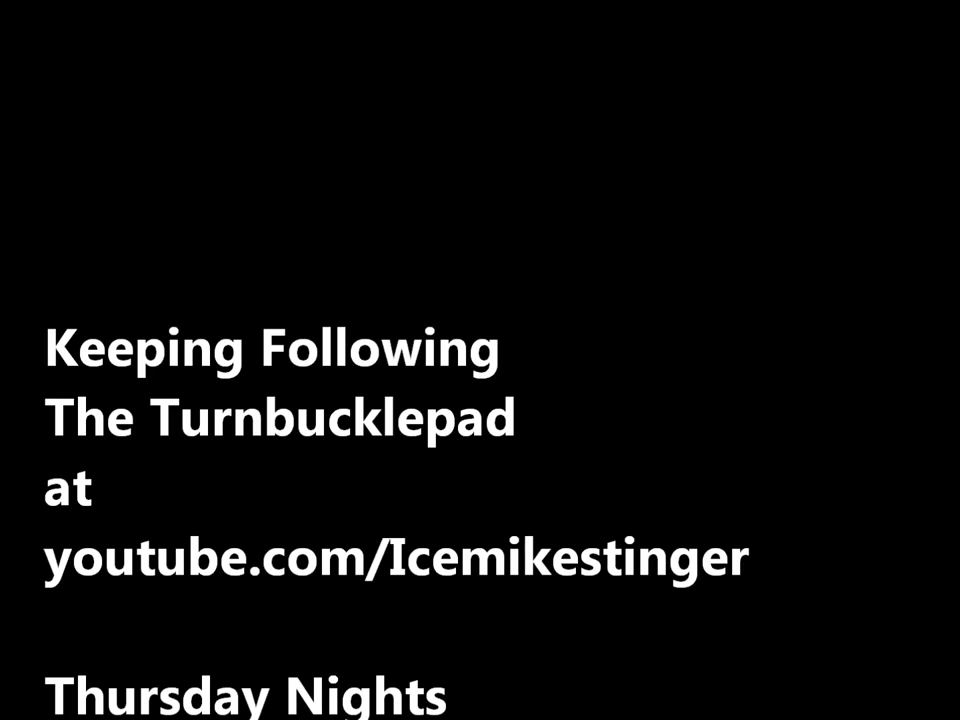 Keeping Following
The Turnbucklepad
at
youtube.com/Icemikestinger
Thursday Nights